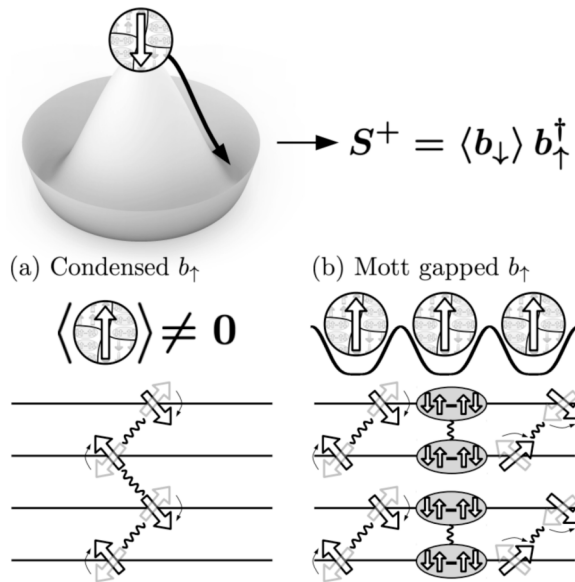 S⁺ = ⟨b↓⟩ b↑†
(a) Condensed b↑
(b) Mott gapped b↑
⟨ ⟩ ≠ 0
↓↑–↑↓
↓↑–↑↓
↓↑–↑↓
↓↑–↑↓